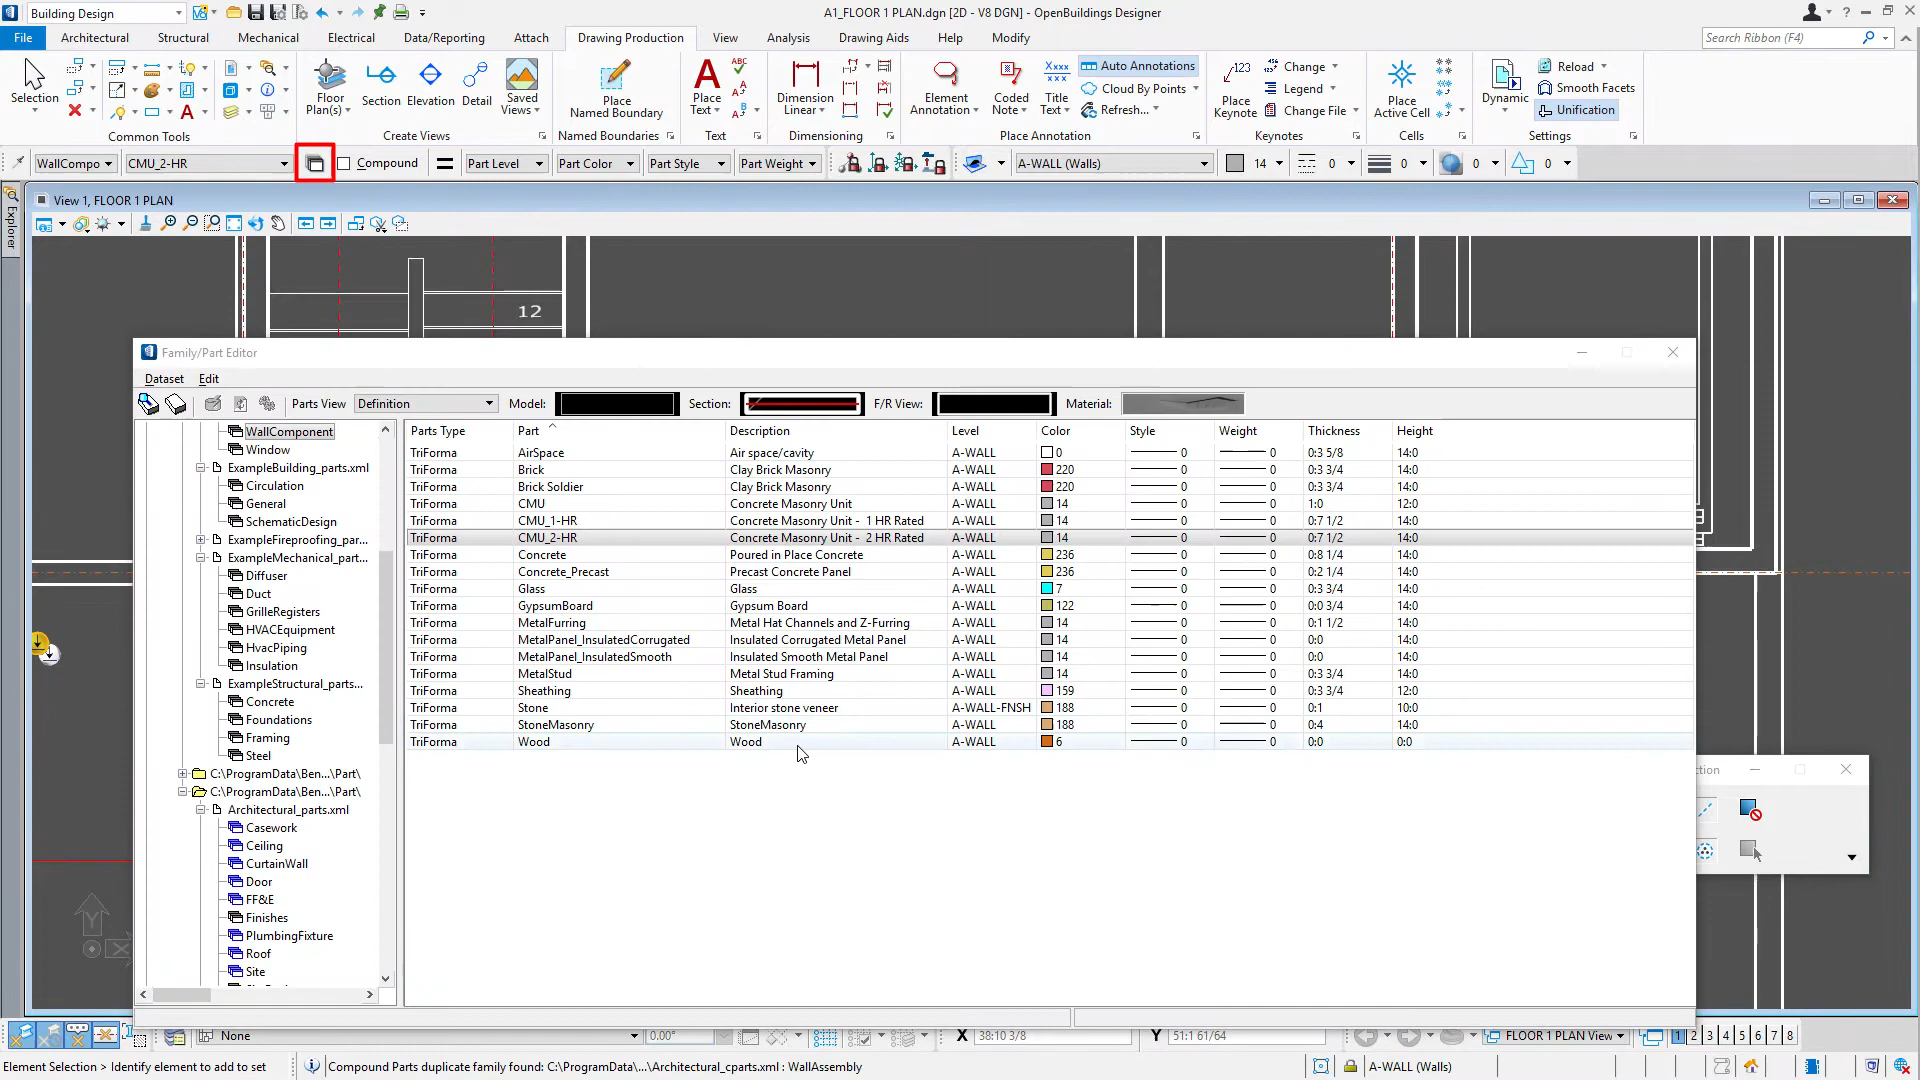 Building Design
A1_FLOOR 1 PLAN.dgn [2D - V8 DGN] - OpenBuildings Designer
File Architectural Structural Mechanical Electrical Data/Reporting Attach Drawing Production View Analysis Drawing Aids Help Modify
Search Ribbon (F4)
Selection
Common Tools
Floor Plan(s)
Section
Elevation
Detail
Saved Views
Create Views
Place Named Boundary
Named Boundaries
Place Text
Text
Dimension Linear
Dimensioning
Element Annotation
Coded Note
Title Text
Auto Annotations
Cloud By Points
Refresh...
Place Annotation
Place Keynote
Change
Legend
Change File
Keynotes
Place Active Cell
Cells
Dynamic
Reload
Smooth Facets
Unification
Settings
WallCompo CMU_2-HR Compound Part Level Part Color Part Style Part Weight A-WALL (Walls) 14 0 0 0 0
Explorer
View 1, FLOOR 1 PLAN
12
Family/Part Editor
Dataset Edit
Parts View Definition Model: Section: F/R View: Material:
WallComponent
Window
ExampleBuilding_parts.xml
Circulation
General
SchematicDesign
ExampleFireproofing_par...
ExampleMechanical_part...
Diffuser
Duct
GrilleRegisters
HVACEquipment
HvacPiping
Insulation
ExampleStructural_parts...
Concrete
Foundations
Framing
Steel
C:\ProgramData\Ben...\Part\
C:\ProgramData\Ben...\Part\
Architectural_parts.xml
Casework
Ceiling
CurtainWall
Door
FF&E
Finishes
PlumbingFixture
Roof
Site
Parts Type Part Description Level Color Style Weight Thickness Height
TriForma AirSpace Air space/cavity A-WALL 0 0 0 0:3 5/8 14:0
TriForma Brick Clay Brick Masonry A-WALL 220 0 0 0:3 3/4 14:0
TriForma Brick Soldier Clay Brick Masonry A-WALL 220 0 0 0:3 3/4 14:0
TriForma CMU Concrete Masonry Unit A-WALL 14 0 0 1:0 12:0
TriForma CMU_1-HR Concrete Masonry Unit - 1 HR Rated A-WALL 14 0 0 0:7 1/2 14:0
TriForma CMU_2-HR Concrete Masonry Unit - 2 HR Rated A-WALL 14 0 0 0:7 1/2 14:0
TriForma Concrete Poured in Place Concrete A-WALL 236 0 0 0:8 1/4 14:0
TriForma Concrete_Precast Precast Concrete Panel A-WALL 236 0 0 0:2 1/4 14:0
TriForma Glass Glass A-WALL 7 0 0 0:3 3/4 14:0
TriForma GypsumBoard Gypsum Board A-WALL 122 0 0 0:0 3/4 14:0
TriForma MetalFurring Metal Hat Channels and Z-Furring A-WALL 14 0 0 0:1 1/2 14:0
TriForma MetalPanel_InsulatedCorrugated Insulated Corrugated Metal Panel A-WALL 14 0 0 0:0 14:0
TriForma MetalPanel_InsulatedSmooth Insulated Smooth Metal Panel A-WALL 14 0 0 0:0 14:0
TriForma MetalStud Metal Stud Framing A-WALL 14 0 0 0:3 3/4 14:0
TriForma Sheathing Sheathing A-WALL 159 0 0 0:3 3/4 12:0
TriForma Stone Interior stone veneer A-WALL-FNSH 188 0 0 0:1 10:0
TriForma StoneMasonry StoneMasonry A-WALL 188 0 0 0:4 14:0
TriForma Wood Wood A-WALL 6 0 0 0:0 0:0
ction
Y
X
None 0.00° X 38:10 3/8 Y 51:1 61/64 FLOOR 1 PLAN View 1 2 3 4 5 6 7 8
Element Selection > Identify element to add to set Compound Parts duplicate family found: C:\ProgramData\...\Architectural_cparts.xml : WallAssembly A-WALL (Walls)